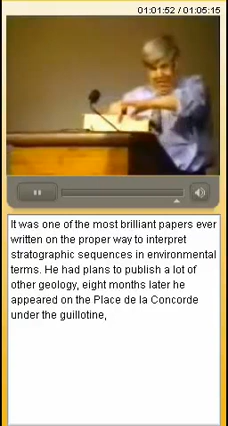 01:01:52 / 01:05:15
It was one of the most brilliant papers ever
written on the proper way to interpret
stratographic sequences in environmental
terms. He had plans to publish a lot of
other geology, eight months later he
appeared on the Place de la Concorde
under the guillotine,